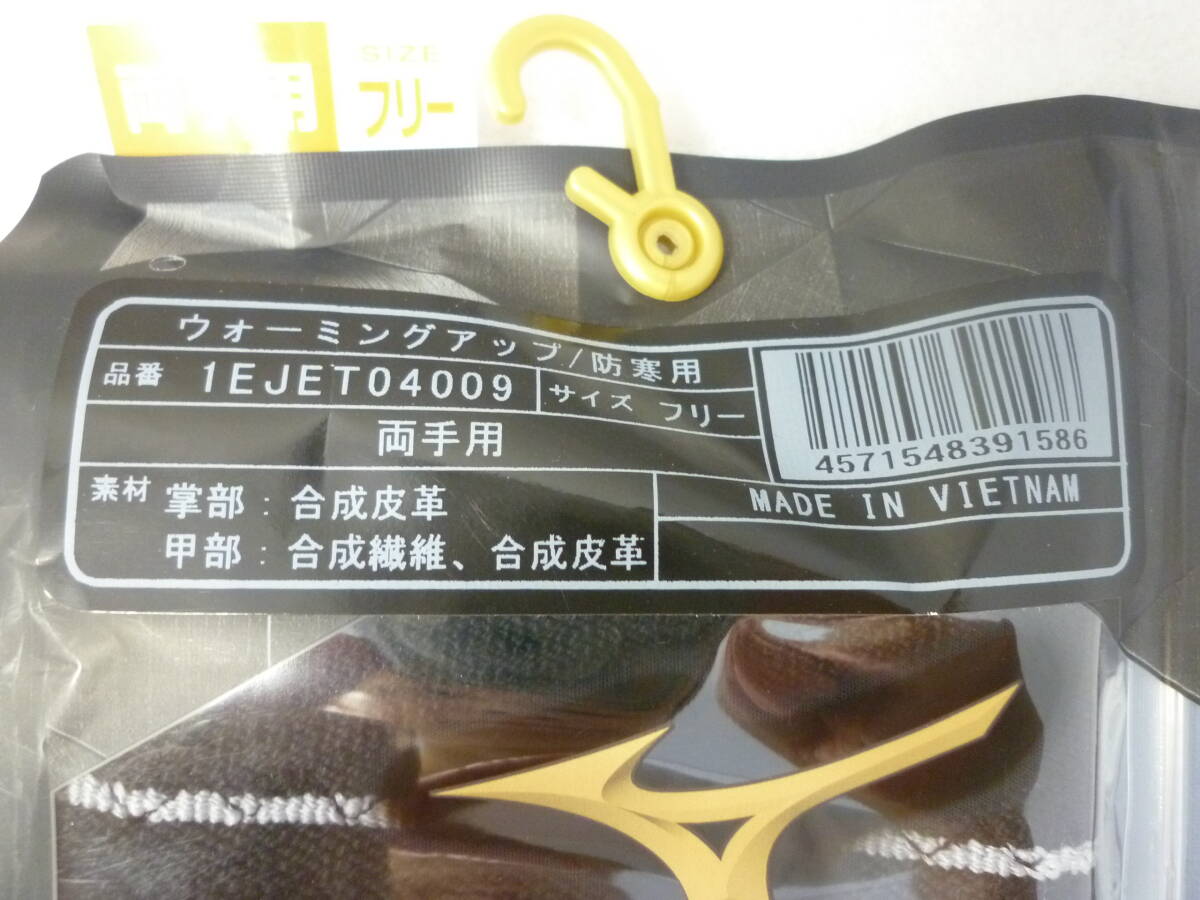 両手用
SIZE
フリー
ウォーミングアップ/防寒用
品番 1EJET04009 サイズ フリー
両手用
素材 掌部:合成皮革
甲部:合成繊維、合成皮革
4571548391586
MADE IN VIETNAM